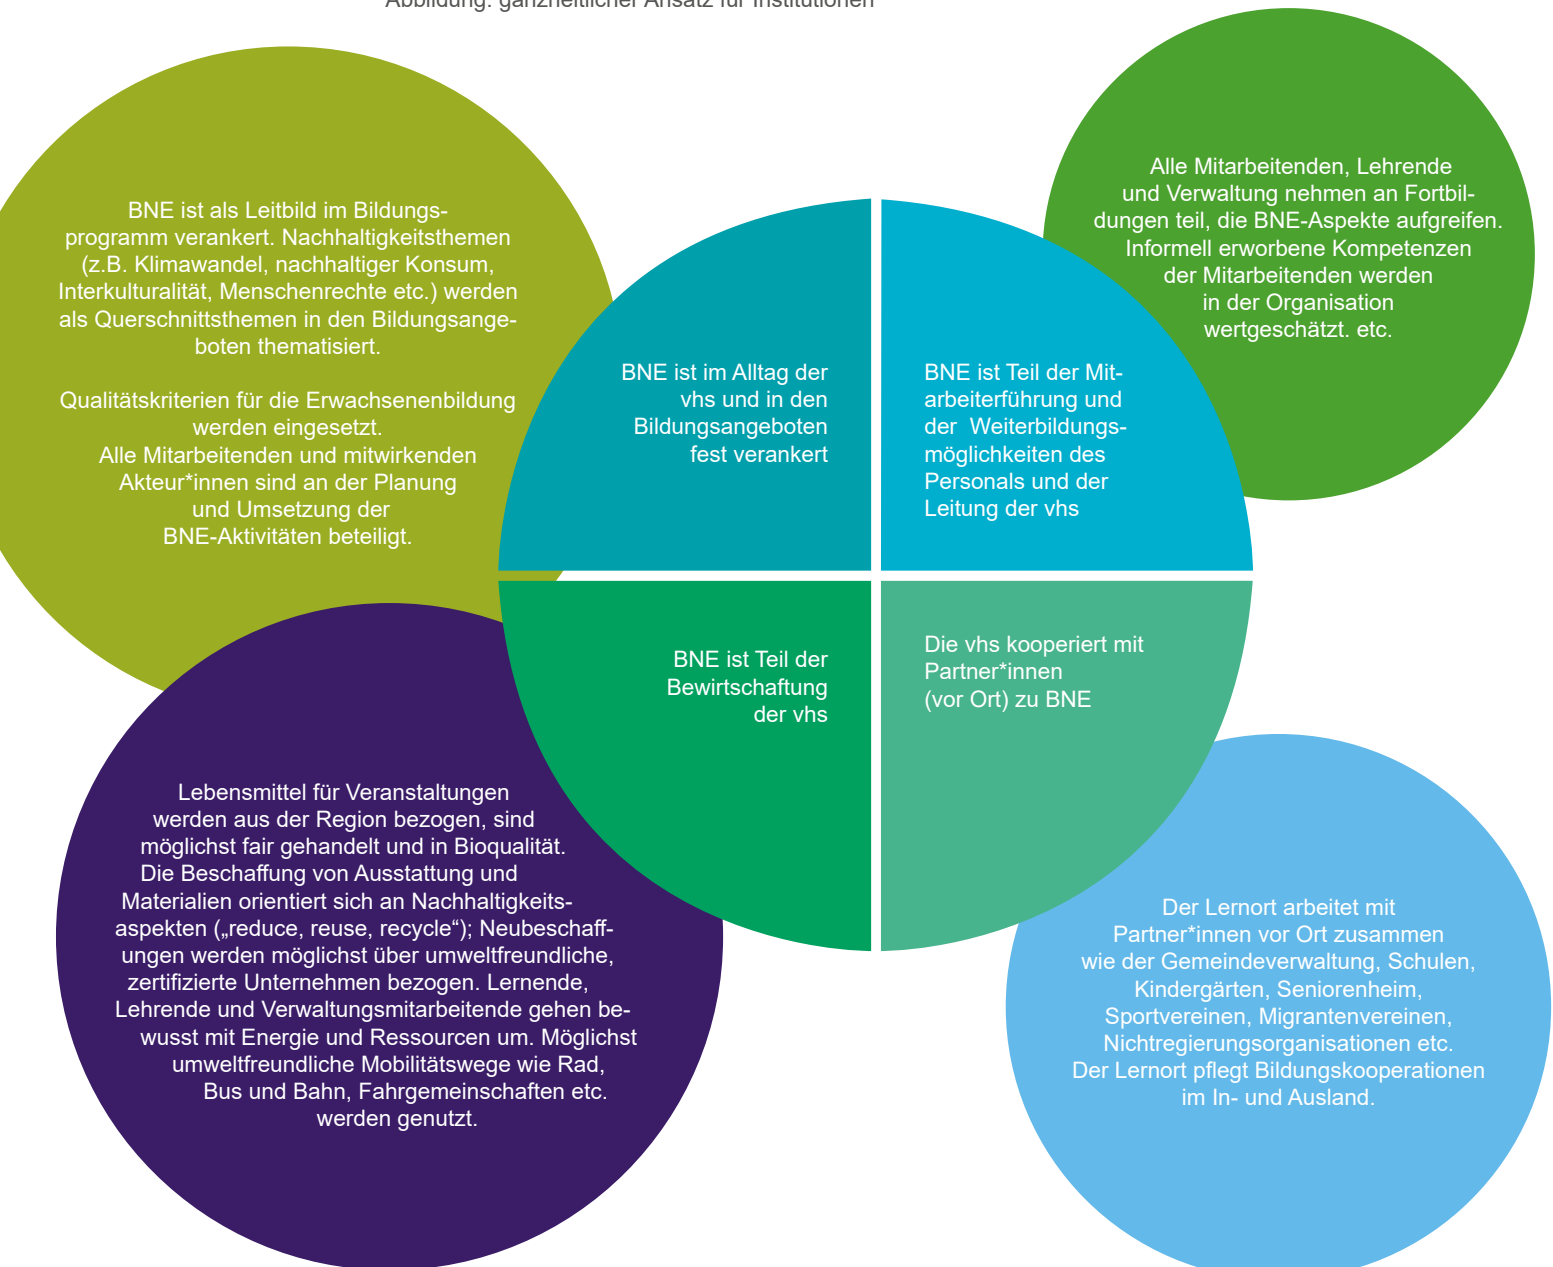 Abbildung: ganzheitlicher Ansatz für Institutionen
BNE ist als Leitbild im Bildungs-
programm verankert. Nachhaltigkeitsthemen
(z.B. Klimawandel, nachhaltiger Konsum,
Interkulturalität, Menschenrechte etc.) werden
als Querschnittsthemen in den Bildungsange-
boten thematisiert.
Qualitätskriterien für die Erwachsenenbildung
werden eingesetzt.
Alle Mitarbeitenden und mitwirkenden
Akteur*innen sind an der Planung
und Umsetzung der
BNE-Aktivitäten beteiligt.
BNE ist im Alltag der
vhs und in den
Bildungsangeboten
fest verankert
BNE ist Teil der Mit-
arbeiterführung und
der  Weiterbildungs-
möglichkeiten des
Personals und der
Leitung der vhs
Alle Mitarbeitenden, Lehrende
und Verwaltung nehmen an Fortbil-
dungen teil, die BNE-Aspekte aufgreifen.
Informell erworbene Kompetenzen
der Mitarbeitenden werden
in der Organisation
wertgeschätzt. etc.
BNE ist Teil der
Bewirtschaftung
der vhs
Die vhs kooperiert mit
Partner*innen
(vor Ort) zu BNE
Lebensmittel für Veranstaltungen
werden aus der Region bezogen, sind
möglichst fair gehandelt und in Bioqualität.
Die Beschaffung von Ausstattung und
Materialien orientiert sich an Nachhaltigkeits-
aspekten („reduce, reuse, recycle“); Neubeschaff-
ungen werden möglichst über umweltfreundliche,
zertifizierte Unternehmen bezogen. Lernende,
Lehrende und Verwaltungsmitarbeitende gehen be-
wusst mit Energie und Ressourcen um. Möglichst
umweltfreundliche Mobilitätswege wie Rad,
Bus und Bahn, Fahrgemeinschaften etc.
werden genutzt.
Der Lernort arbeitet mit
Partner*innen vor Ort zusammen
wie der Gemeindeverwaltung, Schulen,
Kindergärten, Seniorenheim,
Sportvereinen, Migrantenvereinen,
Nichtregierungsorganisationen etc.
Der Lernort pflegt Bildungskooperationen
im In- und Ausland.